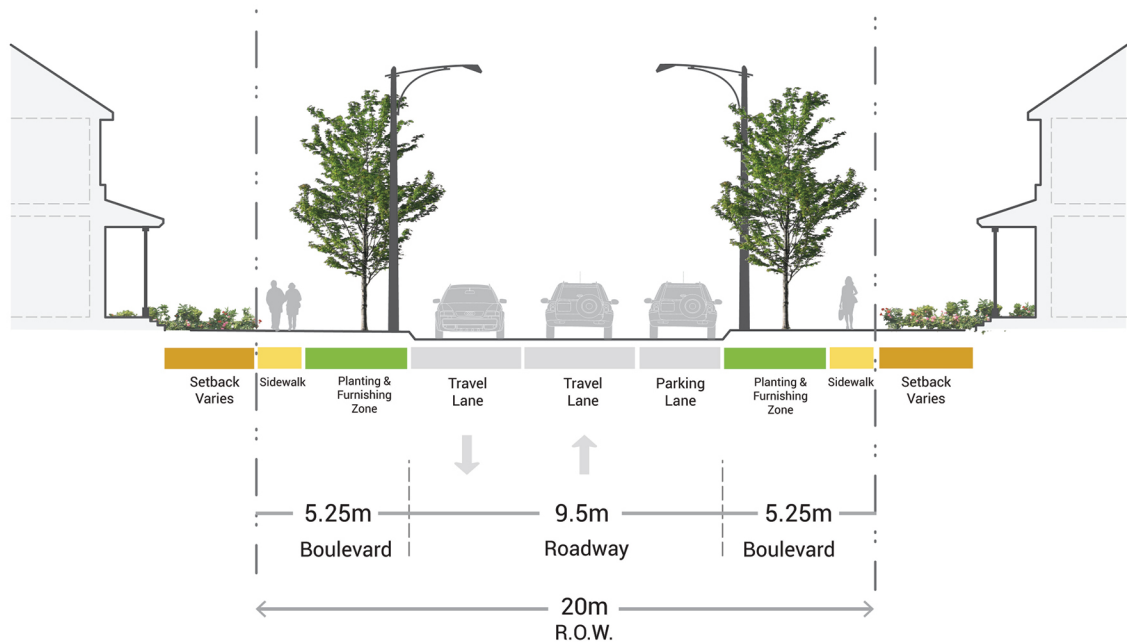 Setback
Varies
Sidewalk
Planting &
Furnishing
Zone
Travel
Lane
Travel
Lane
Parking
Lane
Planting &
Furnishing
Zone
Sidewalk
Setback
Varies
5.25m
Boulevard
9.5m
Roadway
5.25m
Boulevard
20m
R.O.W.